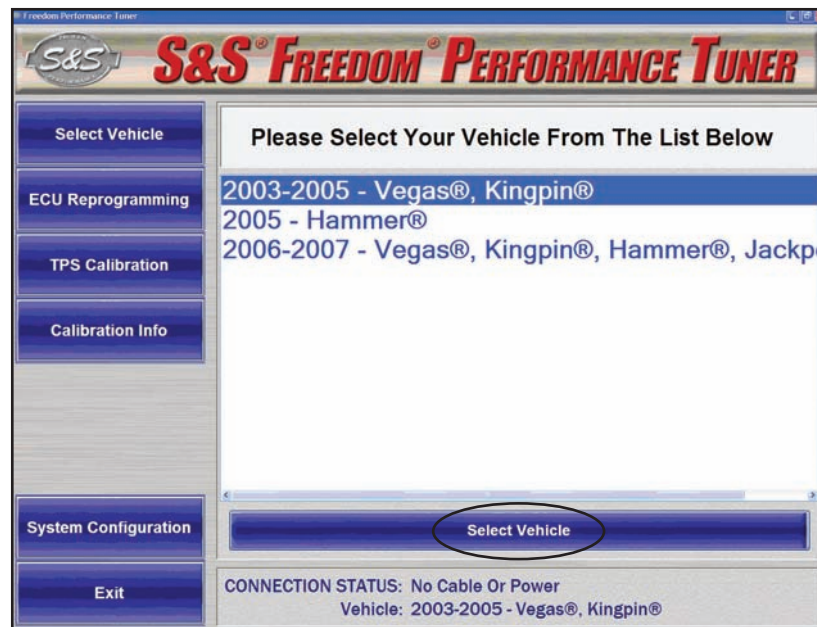 Freedom Performance Tuner
S&S
S&S® FREEDOM® PERFORMANCE TUNER
Select Vehicle
ECU Reprogramming
TPS Calibration
Calibration Info
System Configuration
Exit
Please Select Your Vehicle From The List Below
2003-2005 - Vegas®, Kingpin®
2005 - Hammer®
2006-2007 - Vegas®, Kingpin®, Hammer®, Jackp
Select Vehicle
CONNECTION STATUS: No Cable Or Power
Vehicle: 2003-2005 - Vegas®, Kingpin®